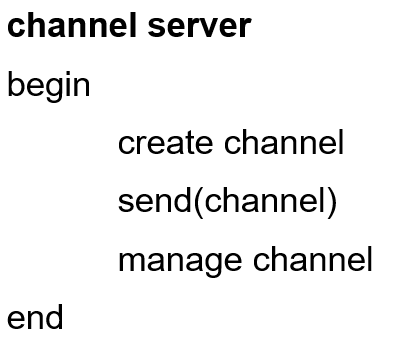 channel server
begin
create channel
send(channel)
manage channel
end